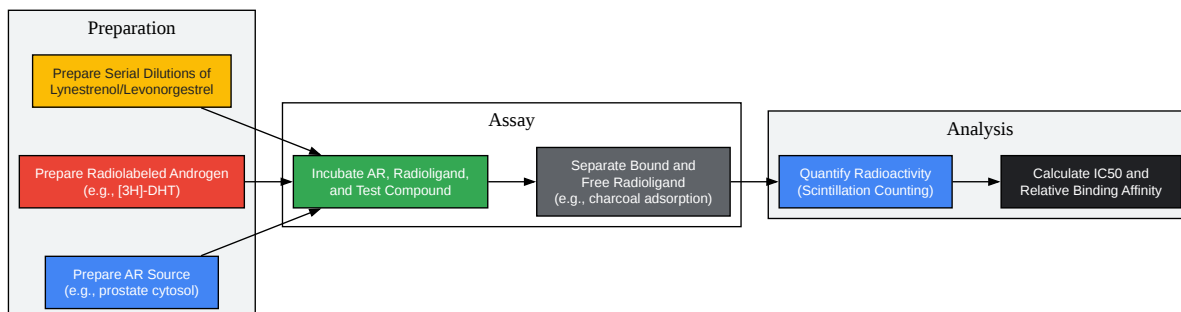 Preparation
Prepare Serial Dilutions of
Lynestrenol/Levonorgestrel
Prepare Radiolabeled Androgen
(e.g., [3H]-DHT)
Prepare AR Source
(e.g., prostate cytosol)
Assay
Incubate AR, Radioligand,
and Test Compound
Separate Bound and
Free Radioligand
(e.g., charcoal adsorption)
Analysis
Quantify Radioactivity
(Scintillation Counting)
Calculate IC50 and
Relative Binding Affinity